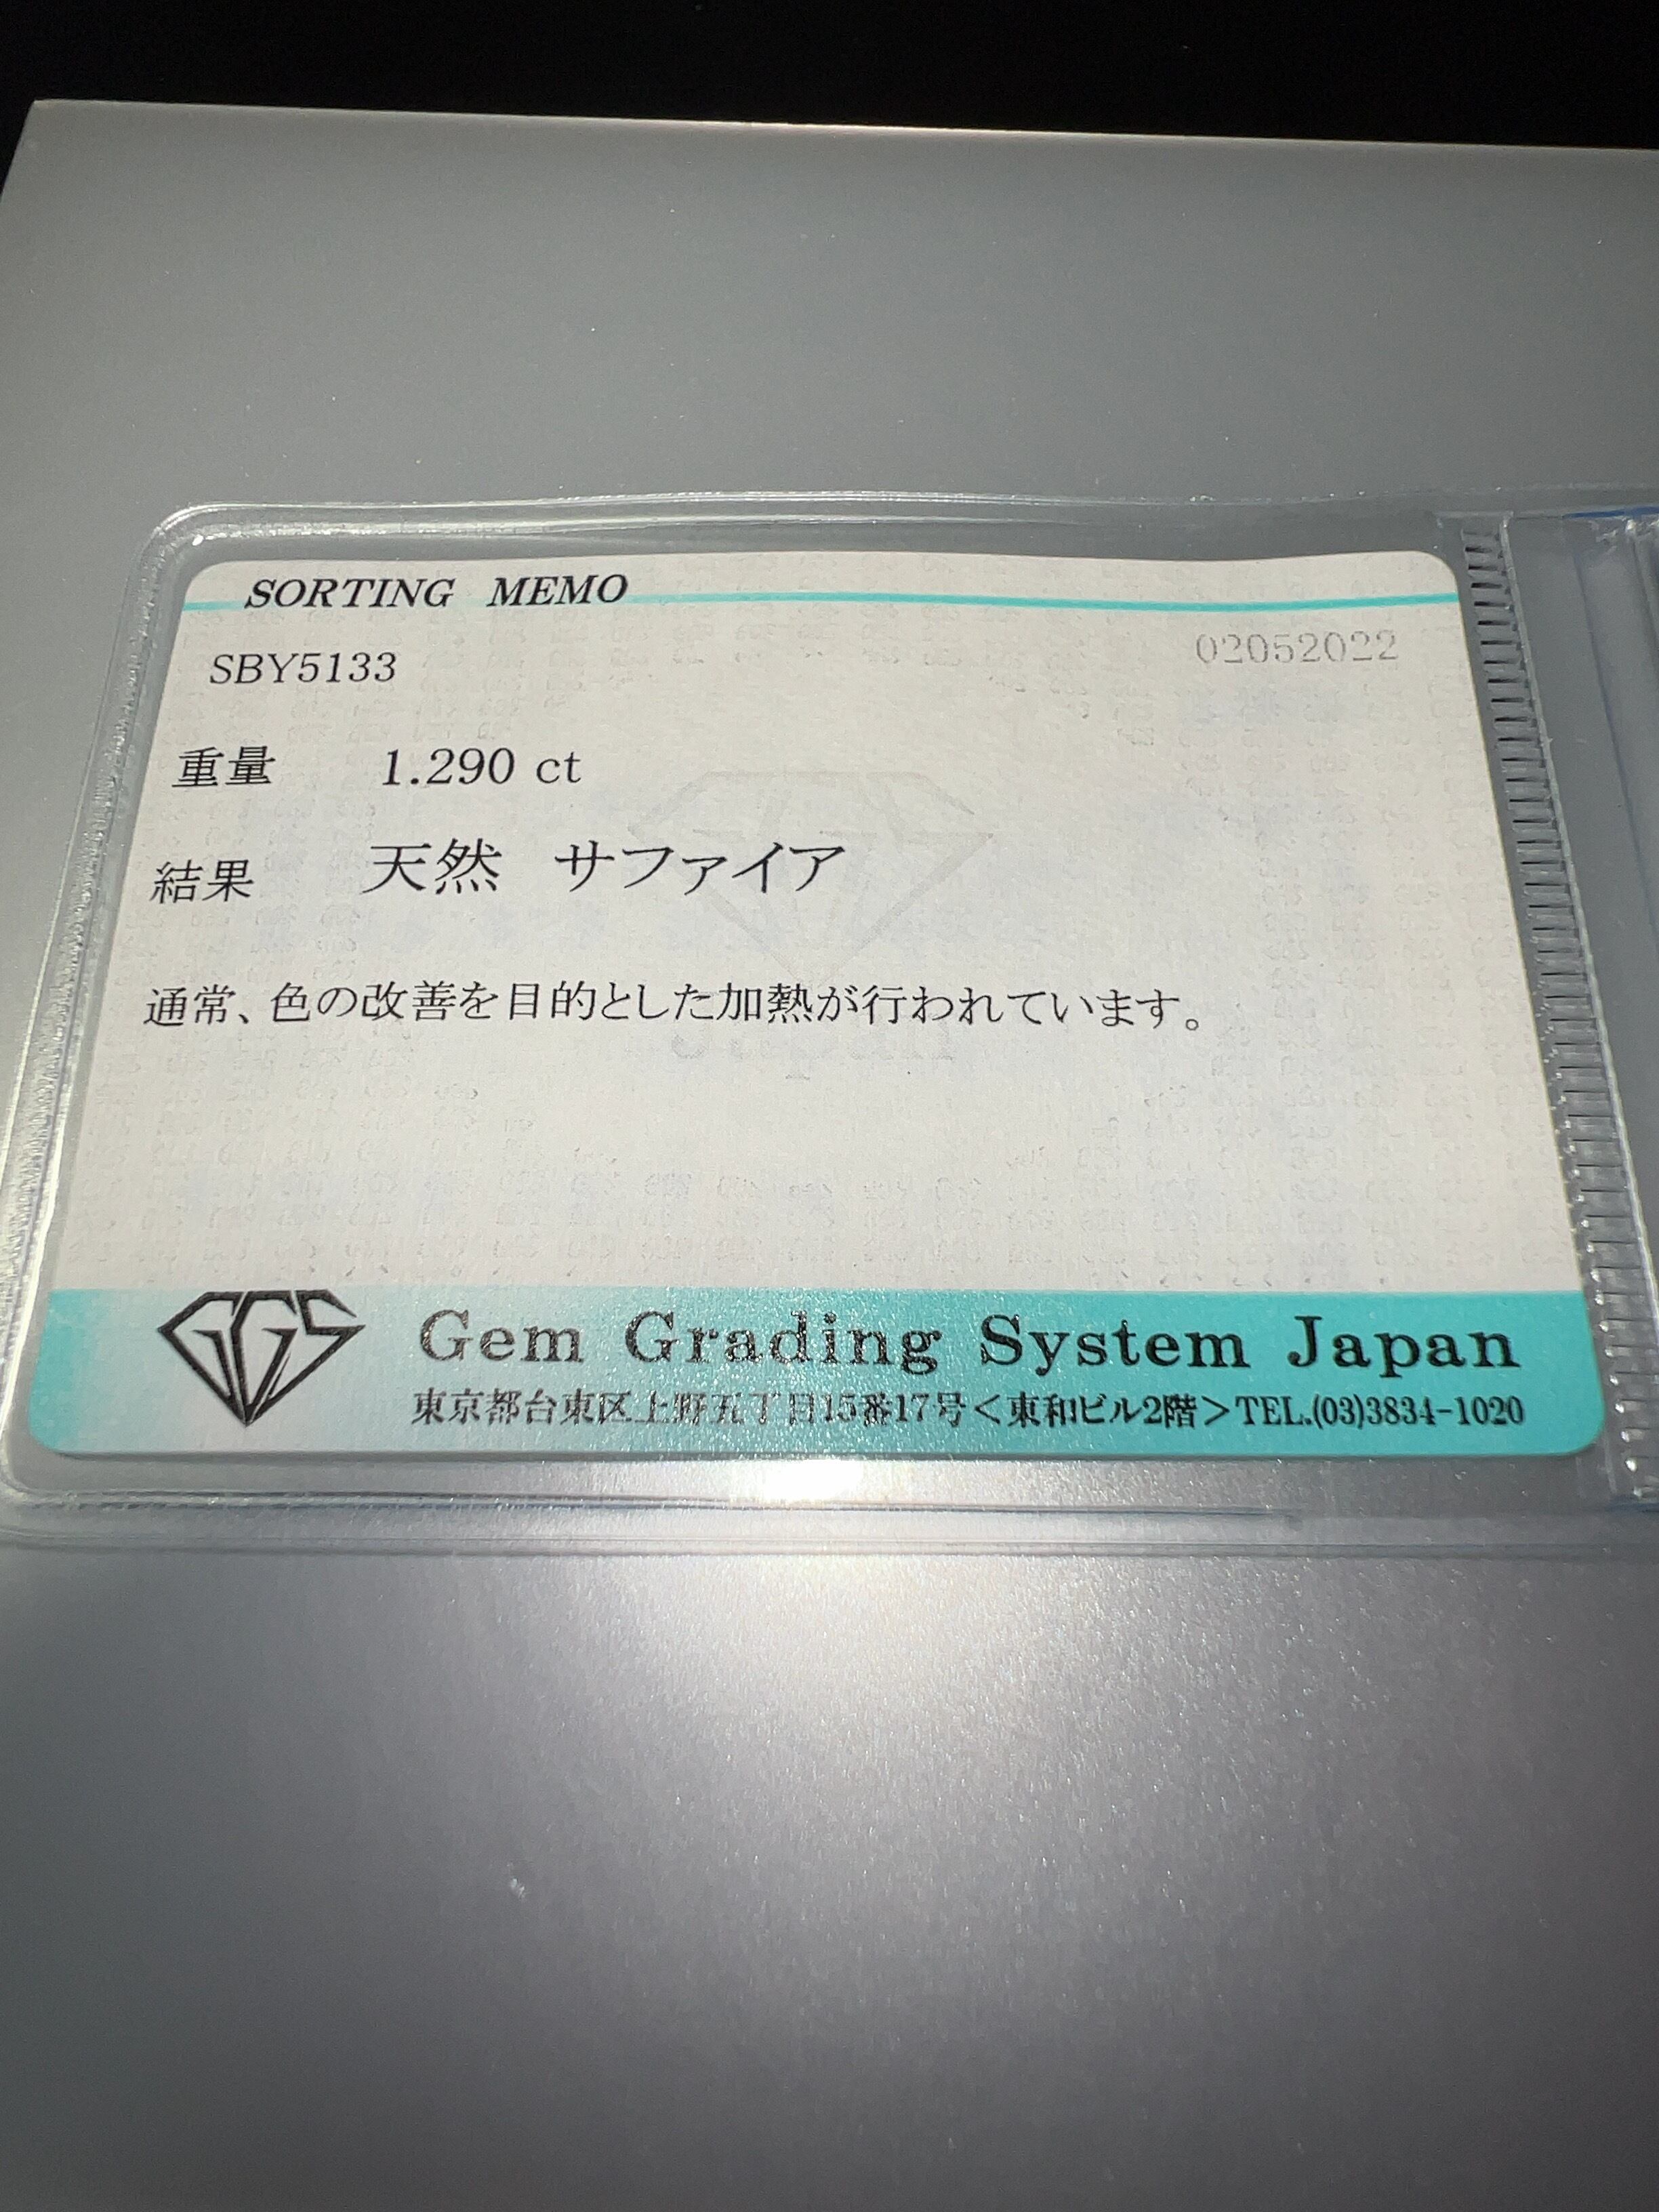 SORTING MEMO
SBY5133
02052022
重量 1.290 ct
結果 天然 サファイア
通常、色の改善を目的とした加熱が行われています。
GGS
Gem Grading System Japan
東京都台東区上野五丁目15番17号<東和ビル2階>TEL.(03)3834-1020